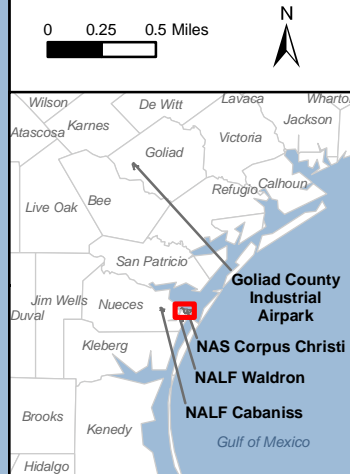 N
0 0.25 0.5 Miles
Wilson
De Witt
Lavaca
Wharto
Atascosa
Karnes
Jackson
Goliad
Victoria
Bee
Refugio
Calhoun
Live Oak
San Patricio
Goliad County
Industrial
Airpark
Jim Wells
Nueces
Duval
Kleberg
NAS Corpus Christi
NALF Waldron
NALF Cabaniss
Brooks
Kenedy
Gulf of Mexico
Hidalgo